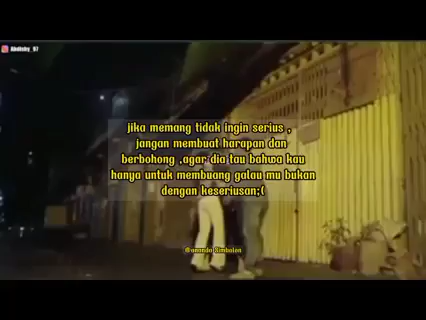 Abdishy_97
jika memang tidak ingin serius ,
jangan membuat harapan dan
berbohong ,agar dia tau bahwa kau
hanya untuk membuang galau mu bukan
dengan keseriusan;(